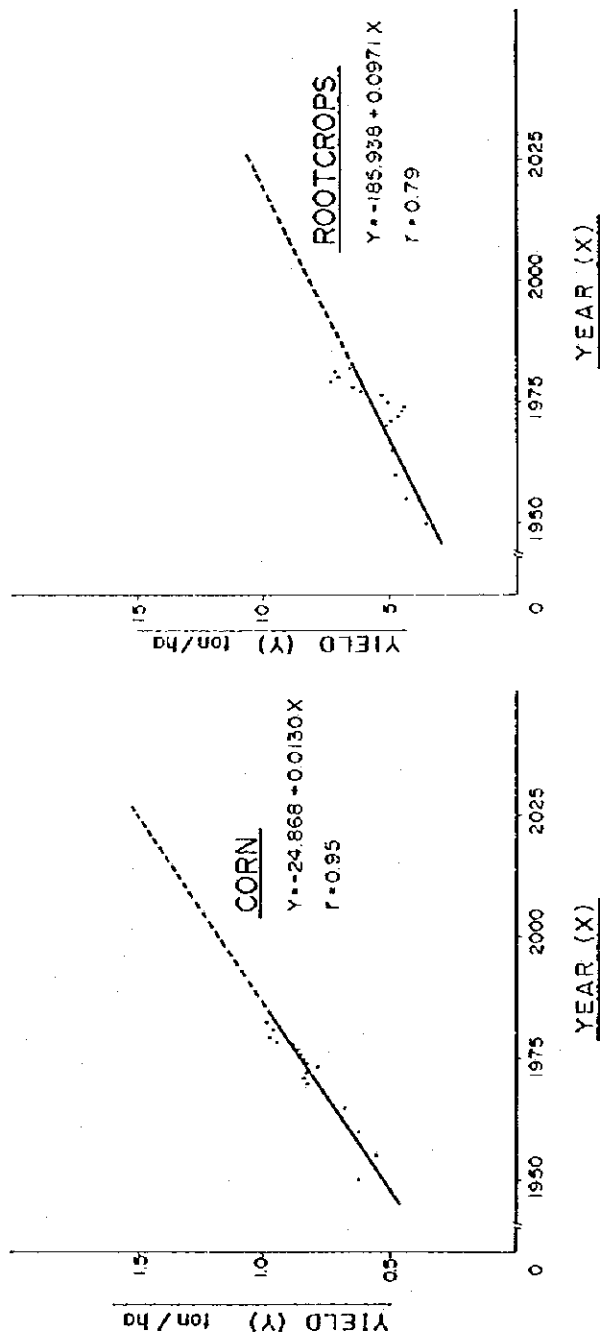 YIELD (Y) ton/ha
1.5
1.0
0.5
0
CORN
Y=-24.868 +0.0130X
r=0.95
1950 1975 2000 2025
YEAR (X)
YIELD (Y) ton/ha
15
10
5
0
ROOTCROPS
Y=-185.938 +0.0971X
r=0.79
1950 1975 2000 2025
YEAR (X)